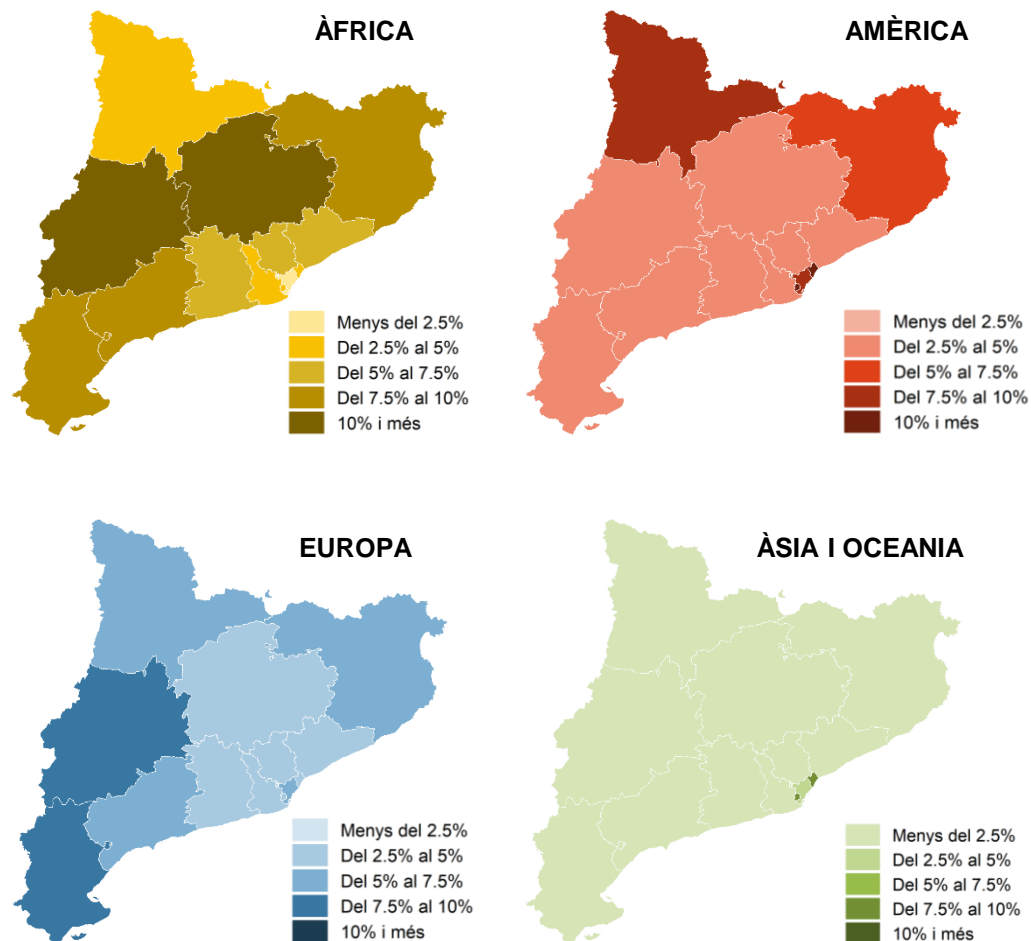 ÀFRICA
Menys del 2.5%
Del 2.5% al 5%
Del 5% al 7.5%
Del 7.5% al 10%
10% i més
AMÈRICA
Menys del 2.5%
Del 2.5% al 5%
Del 5% al 7.5%
Del 7.5% al 10%
10% i més
EUROPA
Menys del 2.5%
Del 2.5% al 5%
Del 5% al 7.5%
Del 7.5% al 10%
10% i més
ÀSIA I OCEANIA
Menys del 2.5%
Del 2.5% al 5%
Del 5% al 7.5%
Del 7.5% al 10%
10% i més